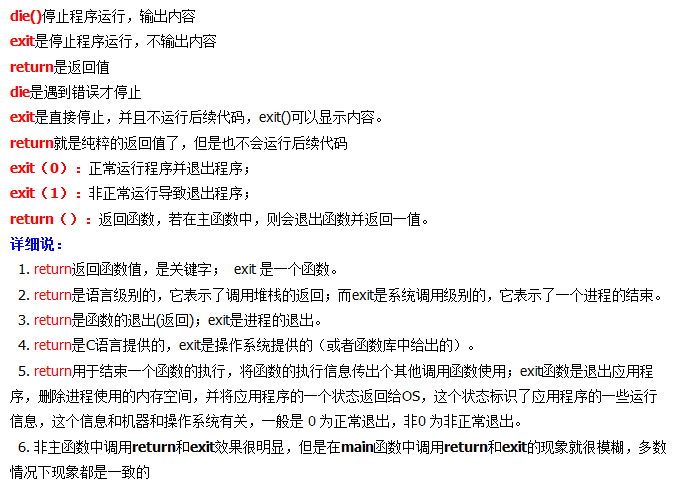 die()停止程序运行，输出内容
exit是停止程序运行，不输出内容
return是返回值
die是遇到错误才停止
exit是直接停止，并且不运行后续代码，exit()可以显示内容。
return就是纯粹的返回值了，但是也不会运行后续代码
exit（0）：正常运行程序并退出程序；
exit（1）：非正常运行导致退出程序；
return（）：返回函数，若在主函数中，则会退出函数并返回一值。
详细说：
1. return返回函数值，是关键字； exit 是一个函数。
2. return是语言级别的，它表示了调用堆栈的返回；而exit是系统调用级别的，它表示了一个进程的结束。
3. return是函数的退出(返回)；exit是进程的退出。
4. return是C语言提供的，exit是操作系统提供的（或者函数库中给出的）。
5. return用于结束一个函数的执行，将函数的执行信息传出个其他调用函数使用；exit函数是退出应用程
序，删除进程使用的内存空间，并将应用程序的一个状态返回给OS，这个状态标识了应用程序的一些运行
信息，这个信息和机器和操作系统有关，一般是 0 为正常退出，非0 为非正常退出。
6. 非主函数中调用return和exit效果很明显，但是在main函数中调用return和exit的现象就很模糊，多数
情况下现象都是一致的